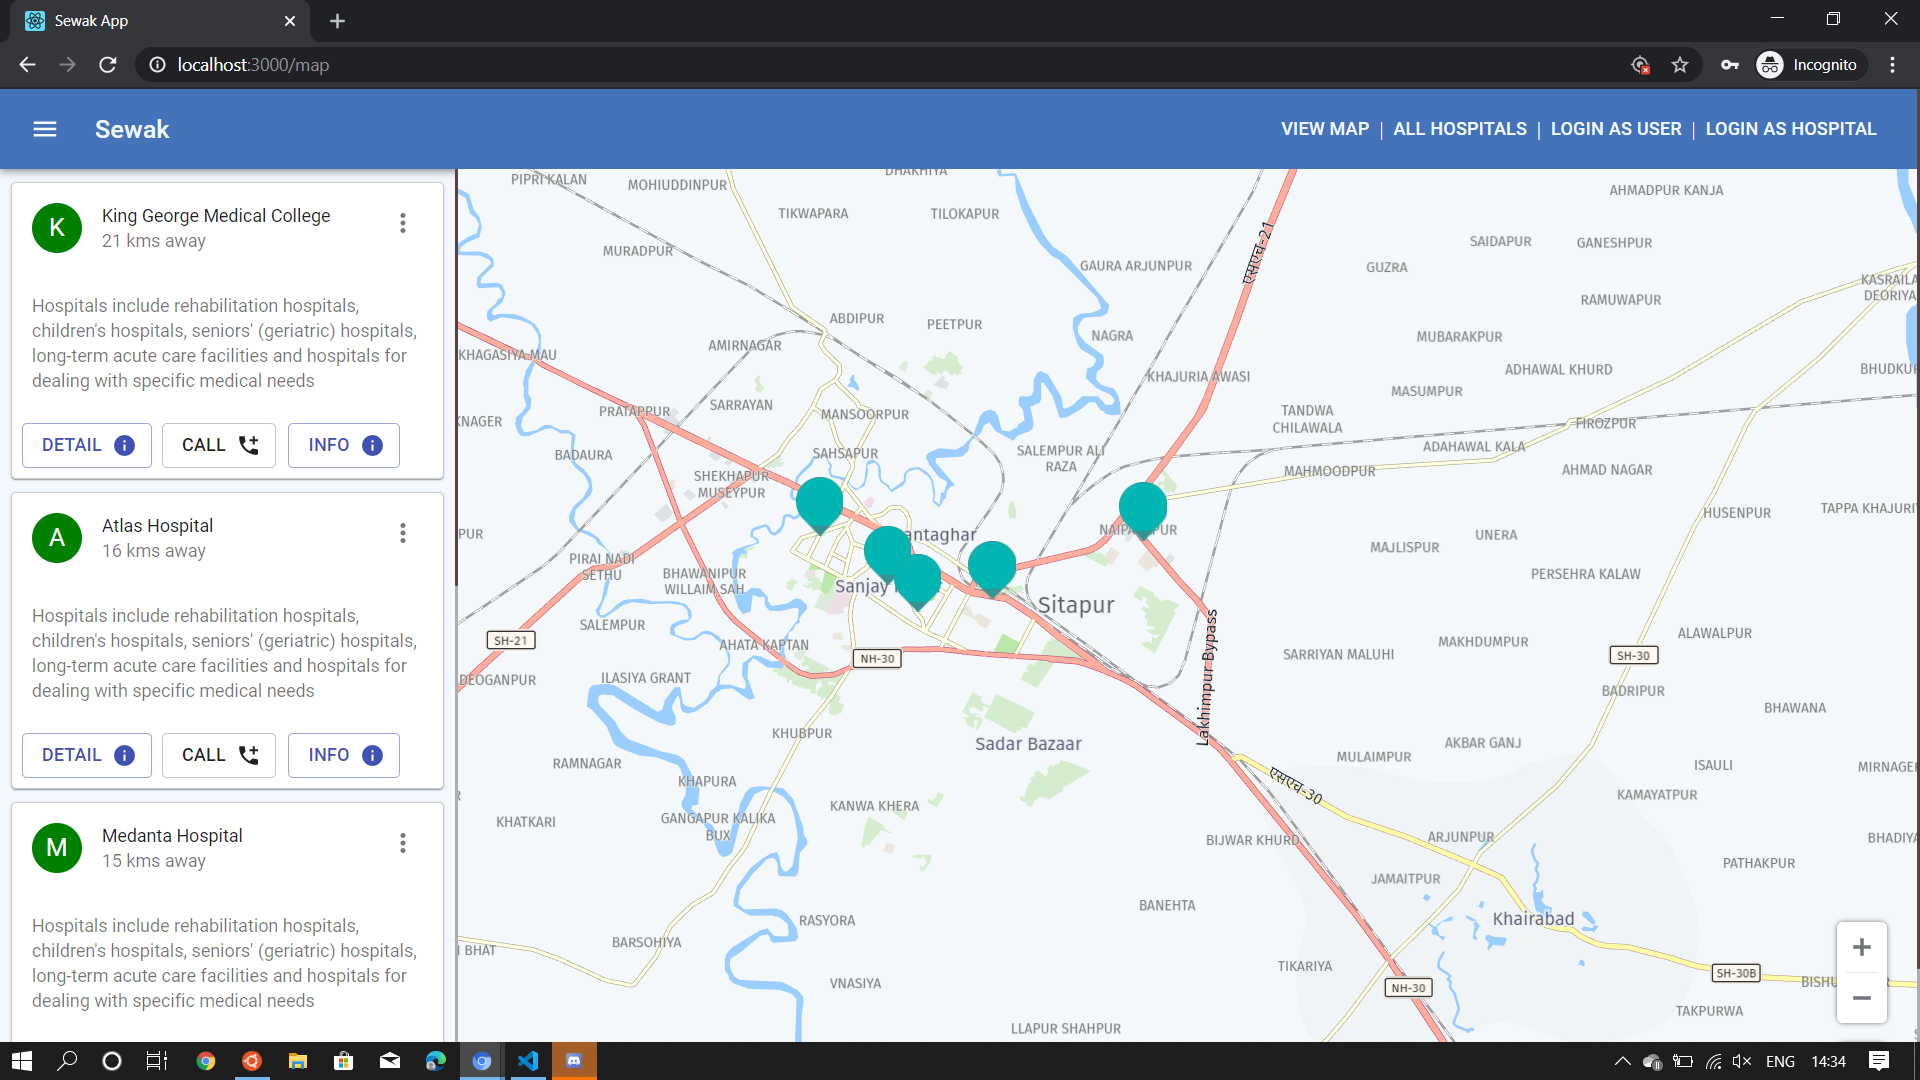 Sewak App
localhost:3000/map
Incognito
Sewak
VIEW MAP | ALL HOSPITALS | LOGIN AS USER | LOGIN AS HOSPITAL
K
King George Medical College
21 kms away
Hospitals include rehabilitation hospitals,
children's hospitals, seniors' (geriatric) hospitals,
long-term acute care facilities and hospitals for
dealing with specific medical needs
DETAIL
CALL
INFO
A
Atlas Hospital
16 kms away
Hospitals include rehabilitation hospitals,
children's hospitals, seniors' (geriatric) hospitals,
long-term acute care facilities and hospitals for
dealing with specific medical needs
DETAIL
CALL
INFO
M
Medanta Hospital
15 kms away
Hospitals include rehabilitation hospitals,
children's hospitals, seniors' (geriatric) hospitals,
long-term acute care facilities and hospitals for
dealing with specific medical needs
PIPRI KALAN
MOHIUDDINPUR
DHAKHIYA
AHMADPUR KANJA
TIKWAPARA
TILOKAPUR
MURADPUR
एसएच-21
SAIDAPUR
GANESHPUR
GAURA ARJUNPUR
GUZRA
KASRAILA
DEORIYA
RAMUWAPUR
ABDIPUR
PEETPUR
NAGRA
MUBARAKPUR
AMIRNAGAR
KHAGASIYA MAU
KHAJURIA AWASI
ADHAWAL KHURD
BHUDKU
MASUMPUR
SARRAYAN
PRATAPPUR
MANSOORPUR
TANDWA
CHILAWALA
KNAGER
FIROZPUR
BADAURA
SAHSAPUR
SALEMPUR ALI
RAZA
ADAHAWAL KALA
MAHMOODPUR
AHMAD NAGAR
SHEKHAPUR
MUSEYPUR
TAPPA KHAJURI
HUSENPUR
PUR
antaghar
UNERA
MAJLISPUR
PIRAI NADI
SETHU
BHAWANIPUR
WILLAIM SAH
Sanjay
PERSEHRA KALAW
Sitapur
SALEMPUR
SH-21
AHATA KAPTAN
NH-30
Lakhimpur Bypass
ALAWALPUR
MAKHDUMPUR
SARRIYAN MALUHI
SH-30
DEOGANPUR
ILASIYA GRANT
BADRIPUR
BHAWANA
KHUBPUR
Sadar Bazaar
AKBAR GANJ
RAMNAGAR
MULAIMPUR
ISAULI
MIRNAGE
KHAPURA
एसएच-30
KAMAYATPUR
KANWA KHERA
KHATKARI
GANGAPUR KALIKA
BUX
BIJWAR KHURD
ARJUNPUR
BHADIYA
PATHAKPUR
JAMAITPUR
BANEHTA
RASYORA
Khairabad
BARSOHIYA
I BHAT
TIKARIYA
SH-30B
VNASIYA
NH-30
BISHU
TAKPURWA
LLAPUR SHAHPUR
ENG
14:34